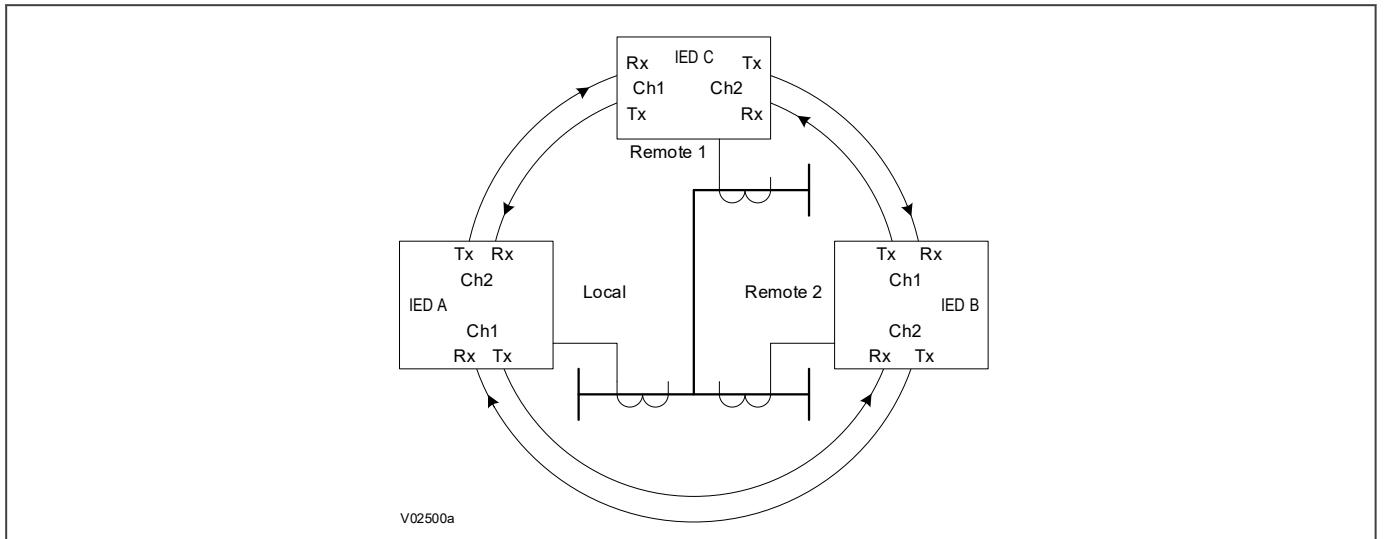 Rx IED C Tx
Ch1 Ch2
Tx Rx
Remote 1
Tx Rx
Ch2
IED A
Ch1
Rx Tx
Local
Remote 2
Tx Rx
Ch1
IED B
Ch2
Rx Tx
V02500a